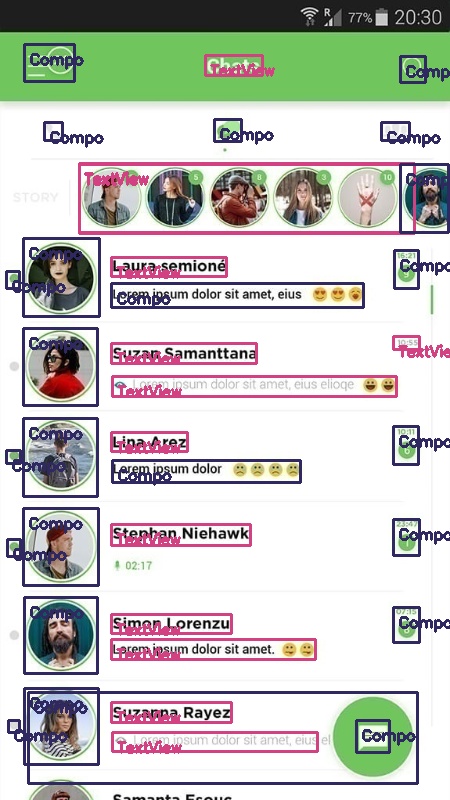 77% 20:30
Compo Chats TextView Compo
Compo Compo Compo
STORY TextView 5 8 3 10 Compo
Compo Laura semioné TextView 16:21 Compo
Compo Lorem ipsum dolor sit amet, eius Compo
Compo Suzan Samanttana TextView 10:55 TextVie
Lorem ipsum dolor sit amet, eius elioqe TextView
Compo Lina Arez TextView 10:11 Compo
Compo Lorem ipsum dolor Compo
Compo Stephan Niehawk TextView 23:47 Compo
Compo 02:17
Compo Simon Lorenzu TextView 07:15 Compo
Lorem ipsum dolor sit amet. TextView
Compo Suzanna Rayez TextView
Compo Lorem ipsum dolor sit amet, eius el TextView Compo
Samanta Esouc